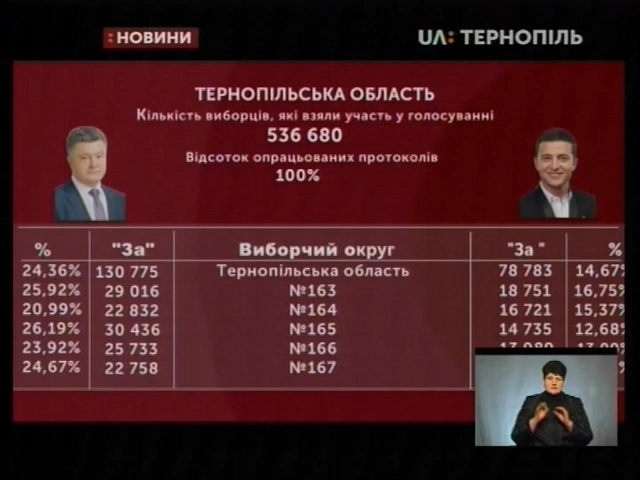 :НОВИНИ
UA: ТЕРНОПІЛЬ
ТЕРНОПІЛЬСЬКА ОБЛАСТЬ
Кількість виборців, які взяли участь у голосуванні
536 680
Відсоток опрацьованих протоколів
100%
% "За" Виборчий округ "За " %
24,36% 130 775 Тернопільська область 78 783 14,67%
25,92% 29 016 №163 18 751 16,75%
20,99% 22 832 №164 16 721 15,37%
26,19% 30 436 №165 14 735 12,68%
23,92% 25 733 №166
24,67% 22 758 №167